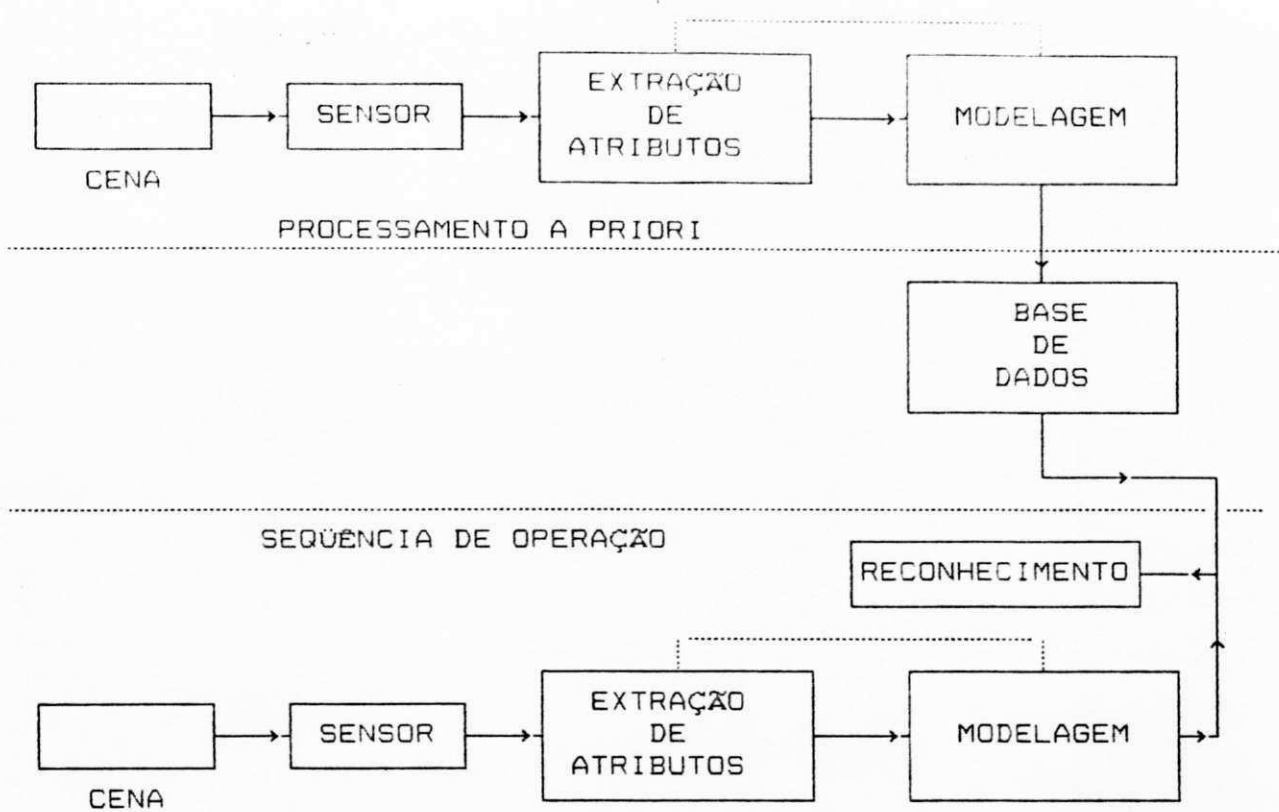 SENSOR
EXTRAÇÃO
DE
ATRIBUTOS
MODELAGEM
CENA
PROCESSAMENTO A PRIORI
BASE
DE
DADOS
SEQÜÊNCIA DE OPERAÇÃO
RECONHECIMENTO
SENSOR
EXTRAÇÃO
DE
ATRIBUTOS
MODELAGEM
CENA